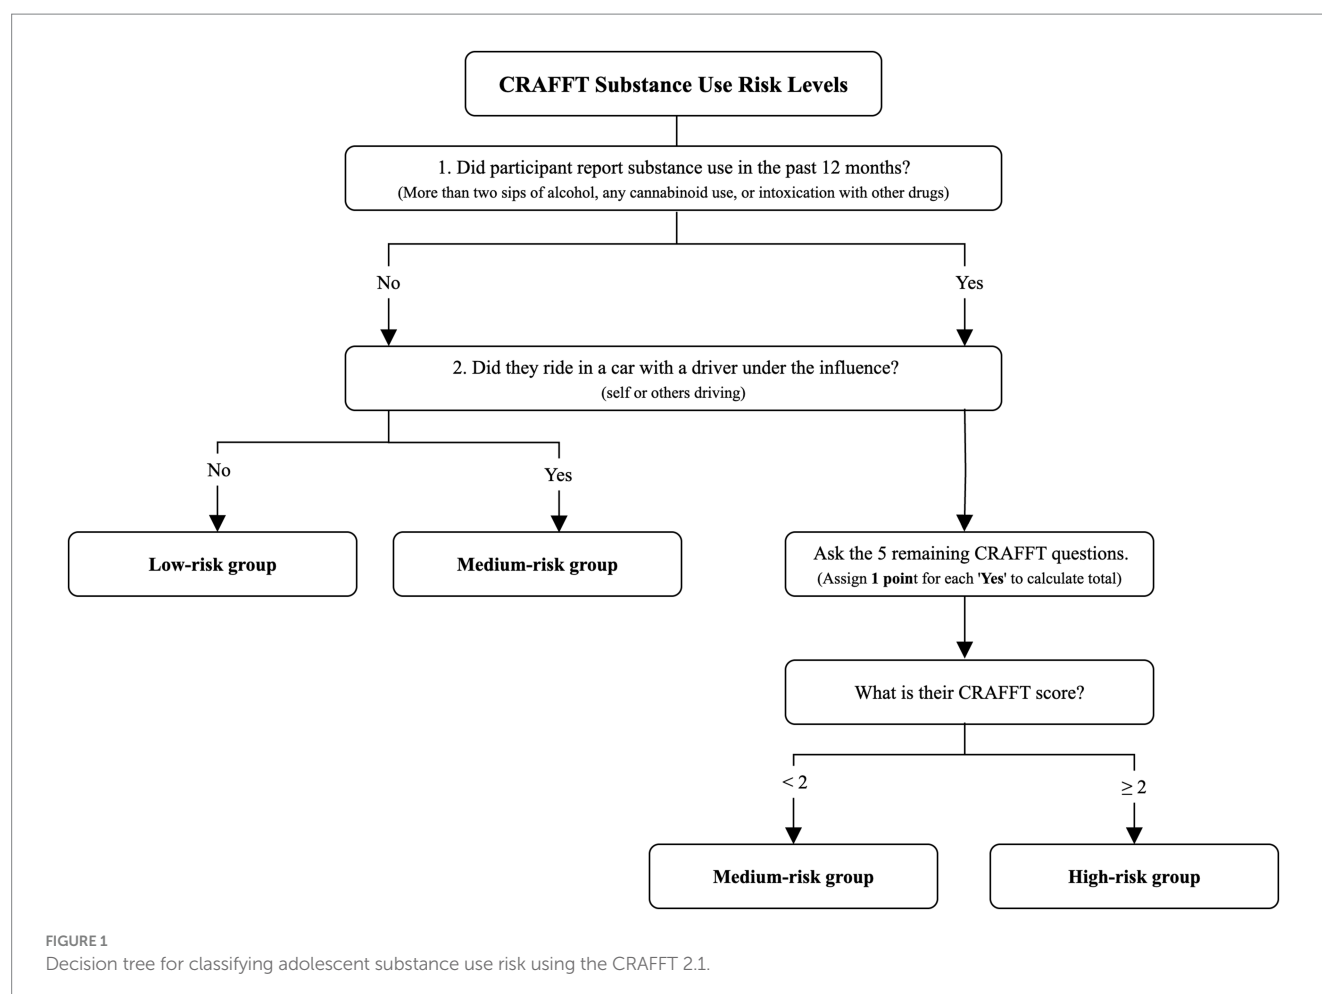 CRAFFT Substance Use Risk Levels
1. Did participant report substance use in the past 12 months?
(More than two sips of alcohol, any cannabinoid use, or intoxication with other drugs)
No
Yes
2. Did they ride in a car with a driver under the influence?
(self or others driving)
No
Yes
Low-risk group
Medium-risk group
Ask the 5 remaining CRAFFT questions.
(Assign 1 point for each 'Yes' to calculate total)
What is their CRAFFT score?
< 2
≥ 2
Medium-risk group
High-risk group
FIGURE 1
Decision tree for classifying adolescent substance use risk using the CRAFFT 2.1.